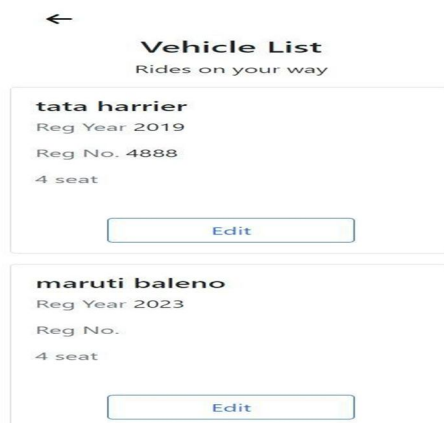 Vehicle List
Rides on your way
tata harrier
Reg Year 2019
Reg No. 4888
4 seat
Edit
maruti baleno
Reg Year 2023
Reg No.
4 seat
Edit